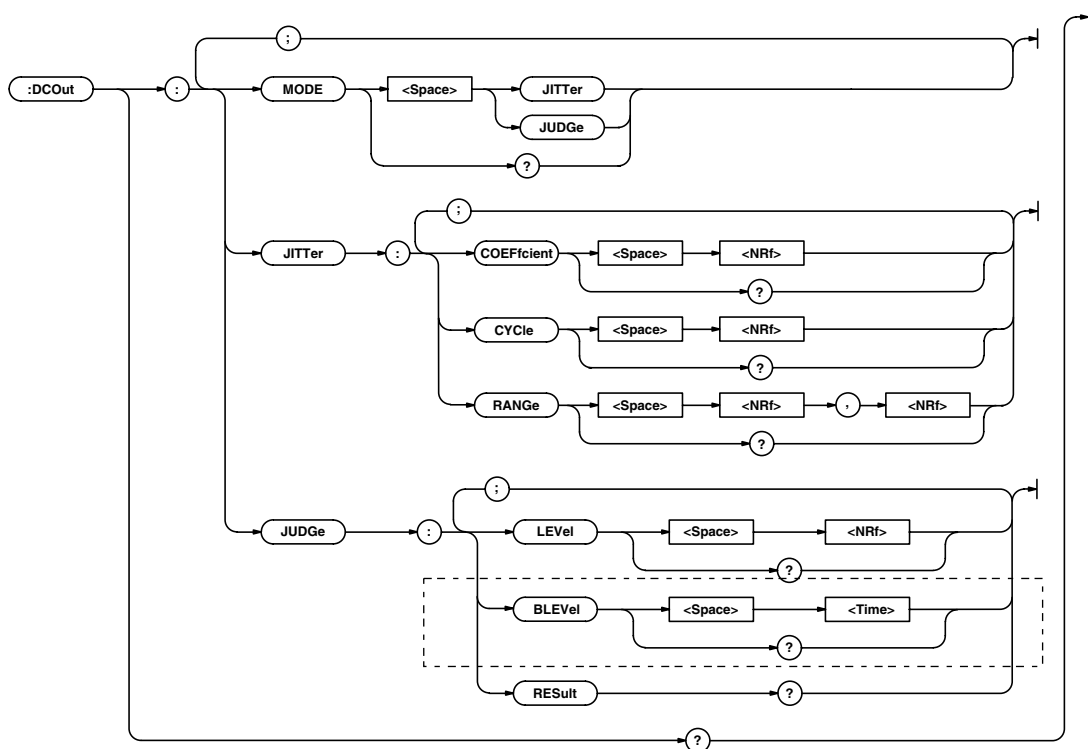 ;
:DCOut : MODE <Space> JITTer
JUDGe
?
;
JITTer : COEFfcient <Space> <NRf>
?
CYCle <Space> <NRf>
?
RANGe <Space> <NRf> , <NRf>
?
;
JUDGe : LEVel <Space> <NRf>
?
BLEVel <Space> <Time>
?
RESult ?
?